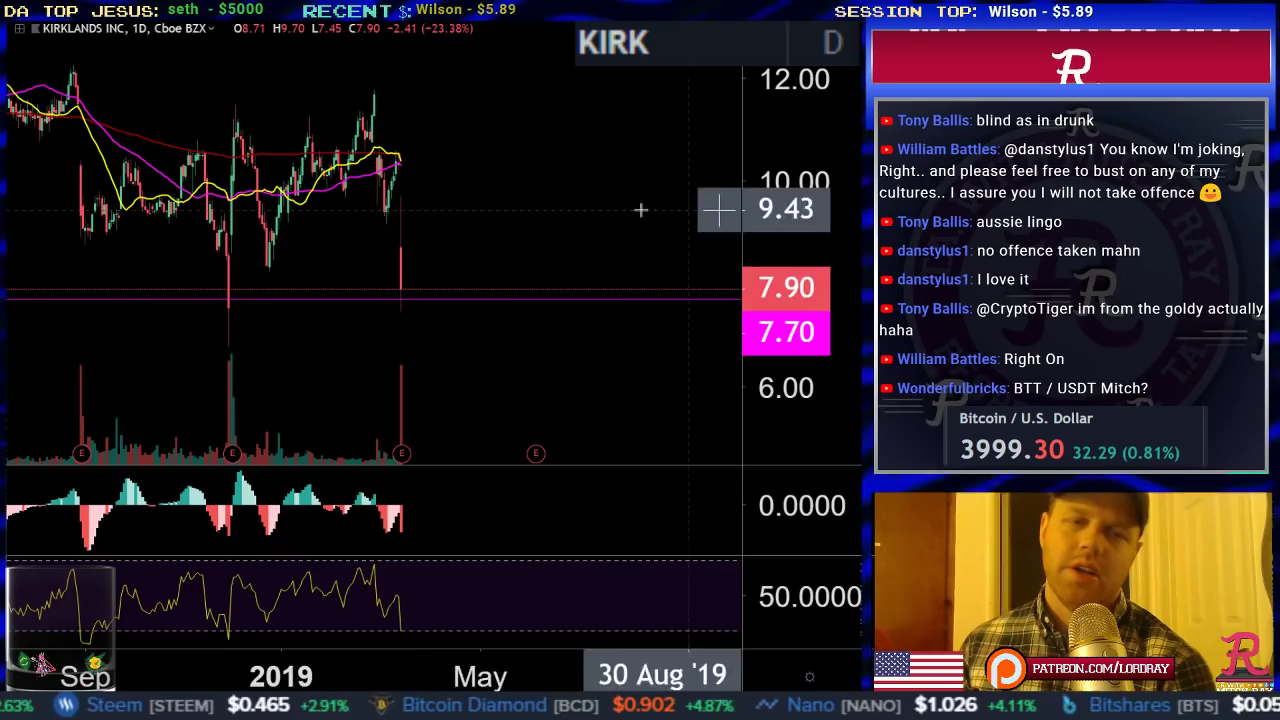 DA TOP JESUS: seth - $5000
RECENT $: Wilson - $5.89
SESSION TOP: Wilson - $5.89
KIRKLANDS INC, 1D, Cboe BZX
O8.71 H9.70 L7.45 C7.90 -2.41 (-23.38%)
KIRK D
12.00
10.00
9.43
7.90
7.70
6.00
E E E E
0.0000
50.0000
Sep 2019 May 30 Aug '19
R
Tony Ballis: blind as in drunk
William Battles: @danstylus1 You know I'm joking,
Right.. and please feel free to bust on any of my
cultures.. I assure you I will not take offence
Tony Ballis: aussie lingo
danstylus1: no offence taken mahn
danstylus1: I love it
Tony Ballis: @CryptoTiger im from the goldy actually
haha
William Battles: Right On
Wonderfulbricks: BTT / USDT Mitch?
Bitcoin / U.S. Dollar
3999.30 32.29 (0.81%)
PATREON.COM/LORDRAY
R
2.63% Steem [STEEM] $0.465 +2.91% Bitcoin Diamond [BCD] $0.902 +4.87% Nano [NANO] $1.026 +4.11% Bitshares [BTS] $0.05